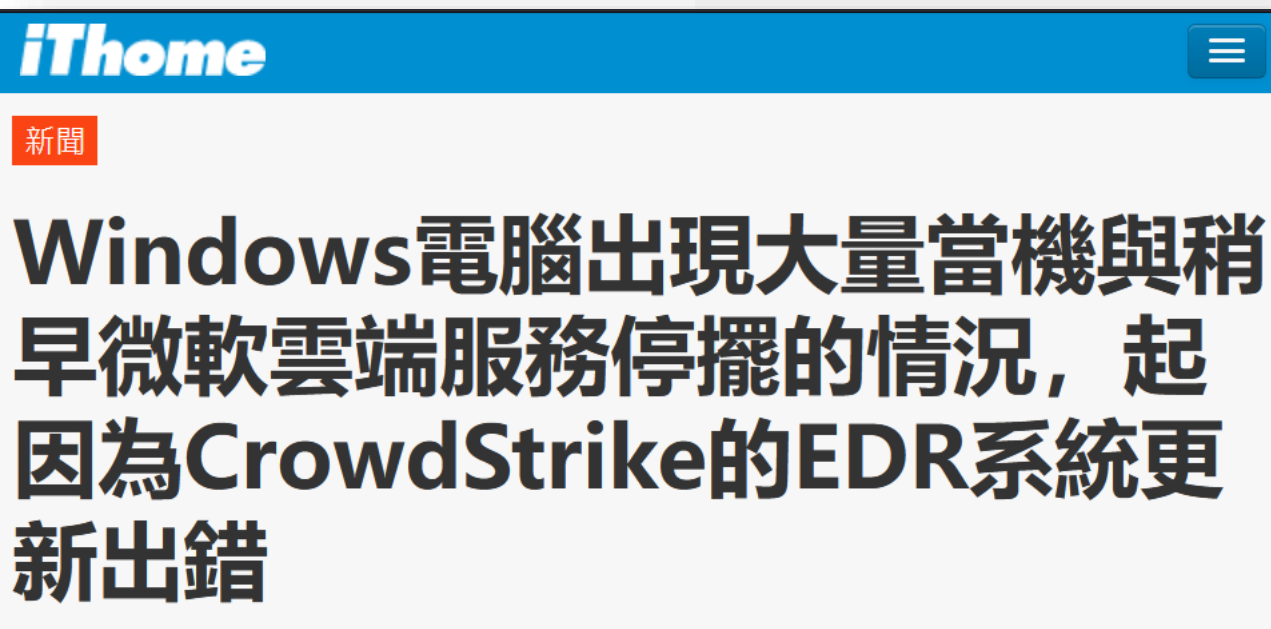 iThome
新聞
Windows電腦出現大量當機與稍
早微軟雲端服務停擺的情況，起
因為CrowdStrike的EDR系統更
新出錯